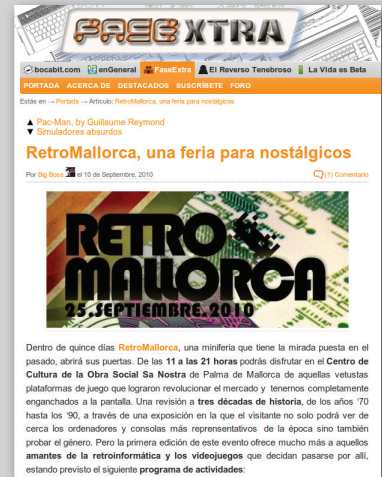 FASE XTRA
bocabit.com enGeneral FaseExtra El Reverso Tenebroso La Vida es Beta
PORTADA ACERCA DE DESTACADOS SUSCRÍBETE FORO
Estás en → Portada → Artículo: RetroMallorca, una feria para nostálgicos
▲ Pac-Man, by Guillaume Reymond
▼ Simuladores absurdos
RetroMallorca, una feria para nostálgicos
Por Big Boss el 10 de Septiembre, 2010 (1) Comentario
RETRO
MALLORCA
25.SEPTIEMBRE.2010
Dentro de quince días RetroMallorca, una miniferia que tiene la mirada puesta en el
pasado, abrirá sus puertas. De las 11 a las 21 horas podrás disfrutar en el Centro de
Cultura de la Obra Social Sa Nostra de Palma de Mallorca de aquellas vetustas
plataformas de juego que lograron revolucionar el mercado y tenernos completamente
enganchados a la pantalla. Una revisión a tres décadas de historia, de los años '70
hasta los '90, a través de una exposición en la que el visitante no solo podrá ver de
cerca los ordenadores y consolas más reprensentativos de la época sino también
probar el género. Pero la primera edición de este evento ofrece mucho más a aquellos
amantes de la retroinformática y los videojuegos que decidan pasarse por allí,
estando previsto el siguiente programa de actividades: